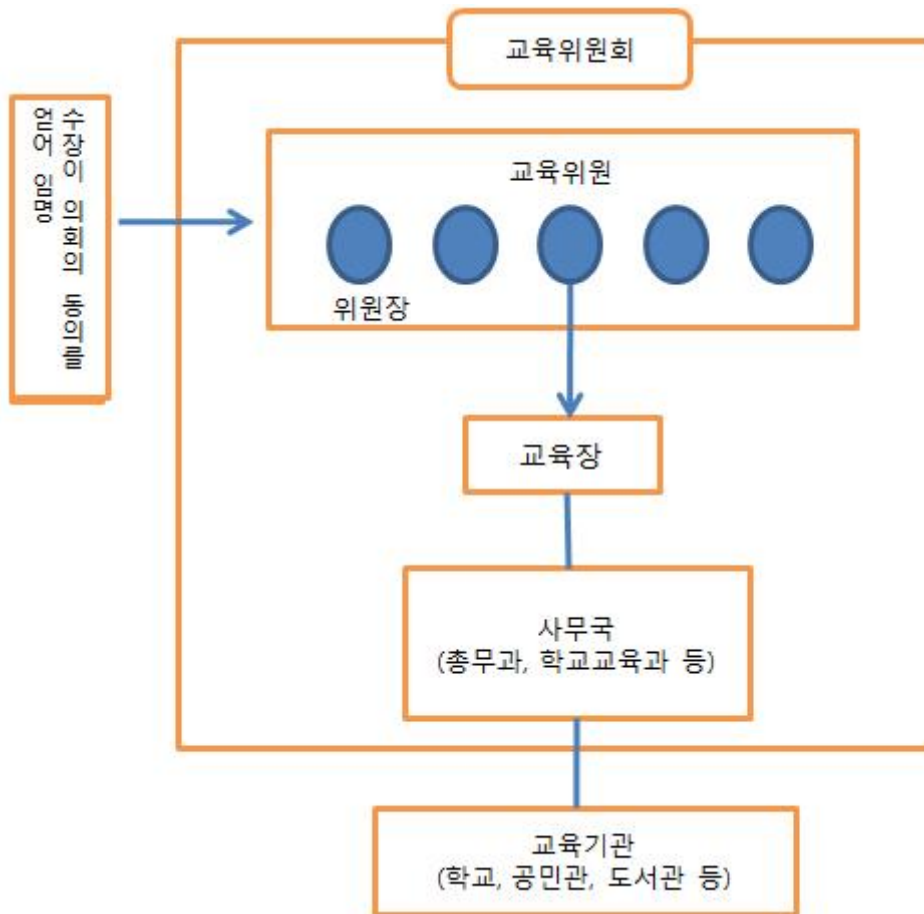 교육위원회
수장이 의회의 동의를
얻어 임명
교육위원
위원장
교육장
사무국
(총무과, 학교교육과 등)
교육기관
(학교, 공민관, 도서관 등)